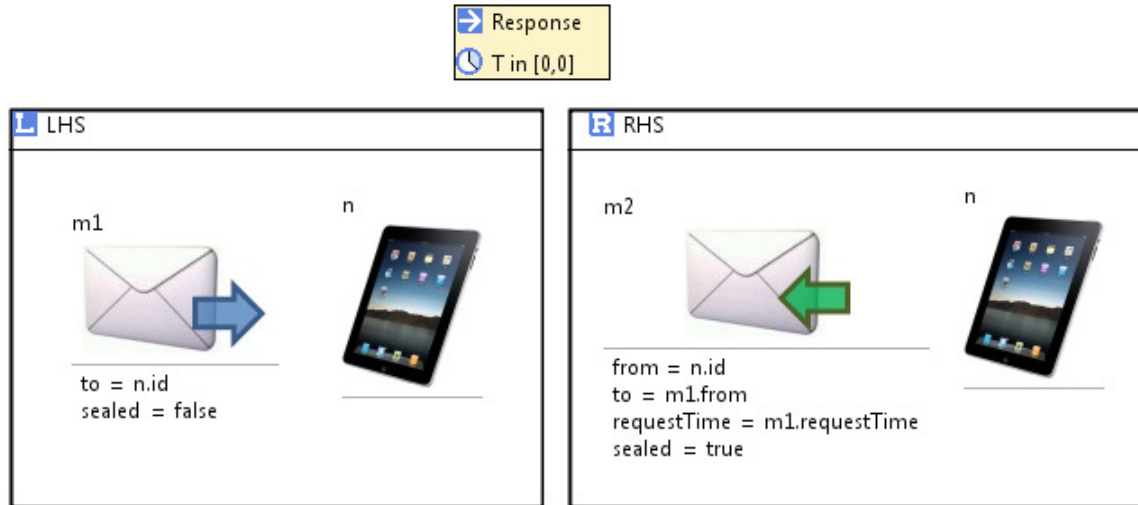 Response
T in [0,0]
L LHS
R RHS
m1
n
to = n.id
sealed = false
m2
n
from = n.id
to = m1.from
requestTime = m1.requestTime
sealed = true